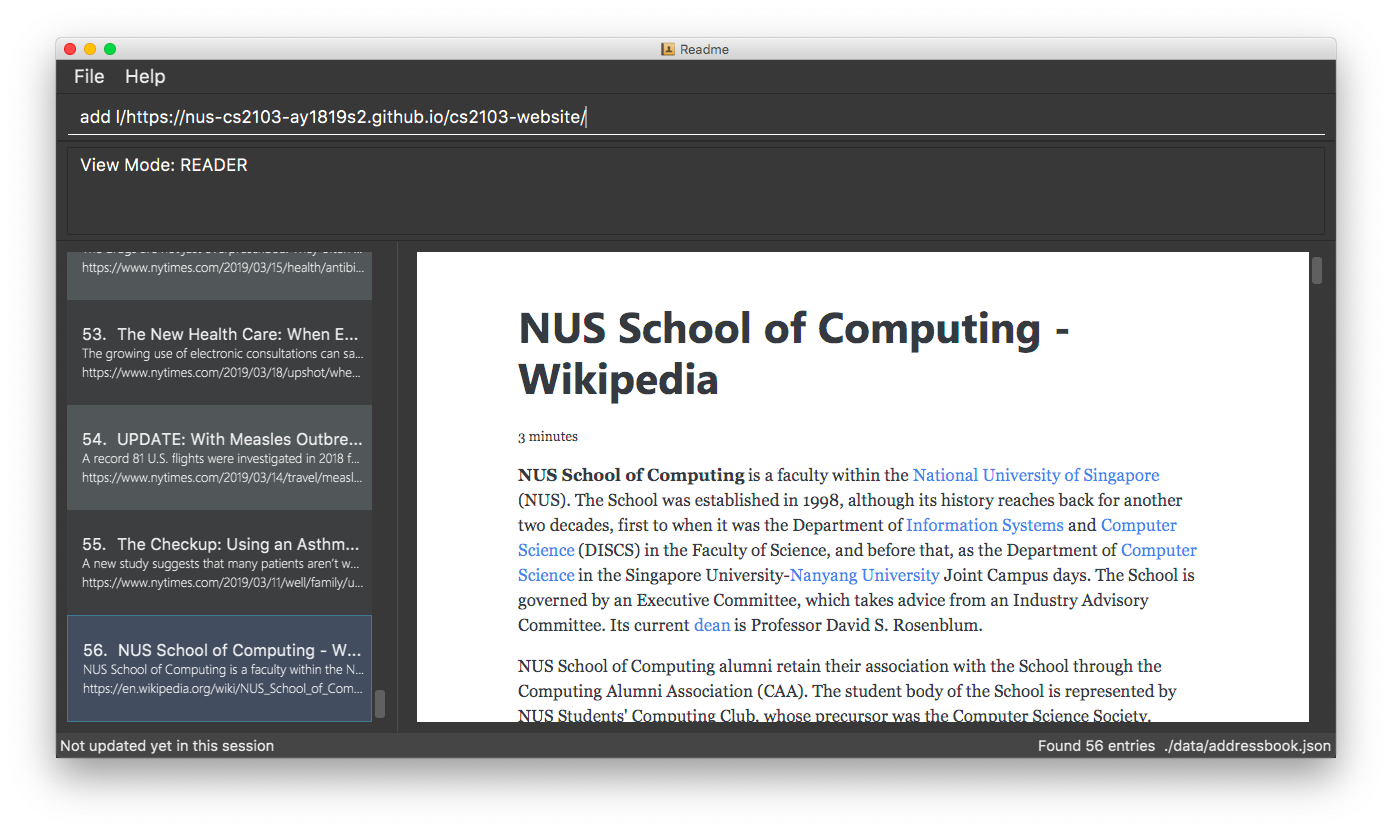 Readme
File Help
add l/https://nus-cs2103-ay1819s2.github.io/cs2103-website/
View Mode: READER
https://www.nytimes.com/2019/03/15/health/antibi...
53. The New Health Care: When E...
The growing use of electronic consultations can sa...
https://www.nytimes.com/2019/03/18/upshot/whe...
54. UPDATE: With Measles Outbre...
A record 81 U.S. flights were investigated in 2018 f...
https://www.nytimes.com/2019/03/14/travel/measl...
55. The Checkup: Using an Asthm...
A new study suggests that many patients aren't w...
https://www.nytimes.com/2019/03/11/well/family/u...
56. NUS School of Computing - W...
NUS School of Computing is a faculty within the N...
https://en.wikipedia.org/wiki/NUS_School_of_Com...
NUS School of Computing -
Wikipedia
3 minutes
NUS School of Computing is a faculty within the National University of Singapore
(NUS). The School was established in 1998, although its history reaches back for another
two decades, first to when it was the Department of Information Systems and Computer
Science (DISCS) in the Faculty of Science, and before that, as the Department of Computer
Science in the Singapore University-Nanyang University Joint Campus days. The School is
governed by an Executive Committee, which takes advice from an Industry Advisory
Committee. Its current dean is Professor David S. Rosenblum.
NUS School of Computing alumni retain their association with the School through the
Computing Alumni Association (CAA). The student body of the School is represented by
NUS Students' Computing Club, whose precursor was the Computer Science Society.
Not updated yet in this session
Found 56 entries ./data/addressbook.json